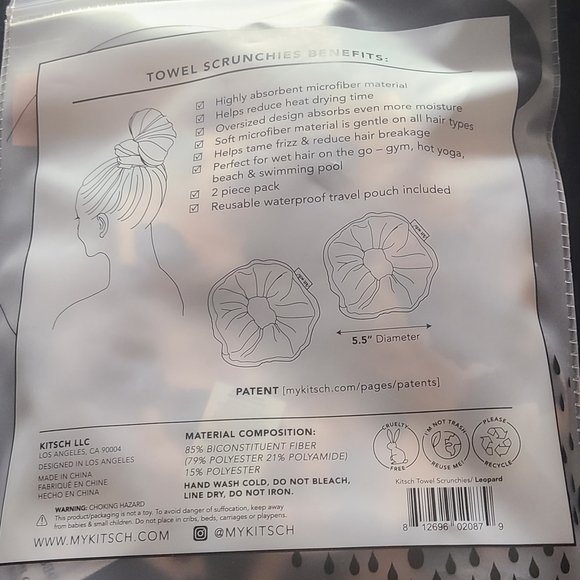 TOWEL SCRUNCHIES BENEFITS:
☑ Highly absorbent microfiber material
☑ Helps reduce heat drying time
☑ Oversized design absorbs even more moisture
☑ Soft microfiber material is gentle on all hair types
☑ Helps tame frizz & reduce hair breakage
☑ Perfect for wet hair on the go – gym, hot yoga,
beach & swimming pool
☑ 2 piece pack
☑ Reusable waterproof travel pouch included
5.5" Diameter
PATENT [mykitsch.com/pages/patents]
KITSCH LLC
LOS ANGELES, CA 90004
DESIGNED IN LOS ANGELES
MADE IN CHINA
FABRIQUÉ EN CHINE
HECHO EN CHINA
MATERIAL COMPOSITION:
85% BICONSTITUENT FIBER
(79% POLYESTER 21% POLYAMIDE)
15% POLYESTER
HAND WASH COLD, DO NOT BLEACH,
LINE DRY, DO NOT IRON.
CRUELTY
FREE
I'M NOT TRASH
REUSE ME!
PLEASE
RECYCLE
Kitsch Towel Scrunchies/ Leopard
8 12696 02087 9
WARNING: CHOKING HAZARD
This product/packaging is not a toy. To avoid danger of suffocation, keep away
from babies & small children. Do not place in cribs, beds, carriages or playpens.
WWW.MYKITSCH.COM @MYKITSCH